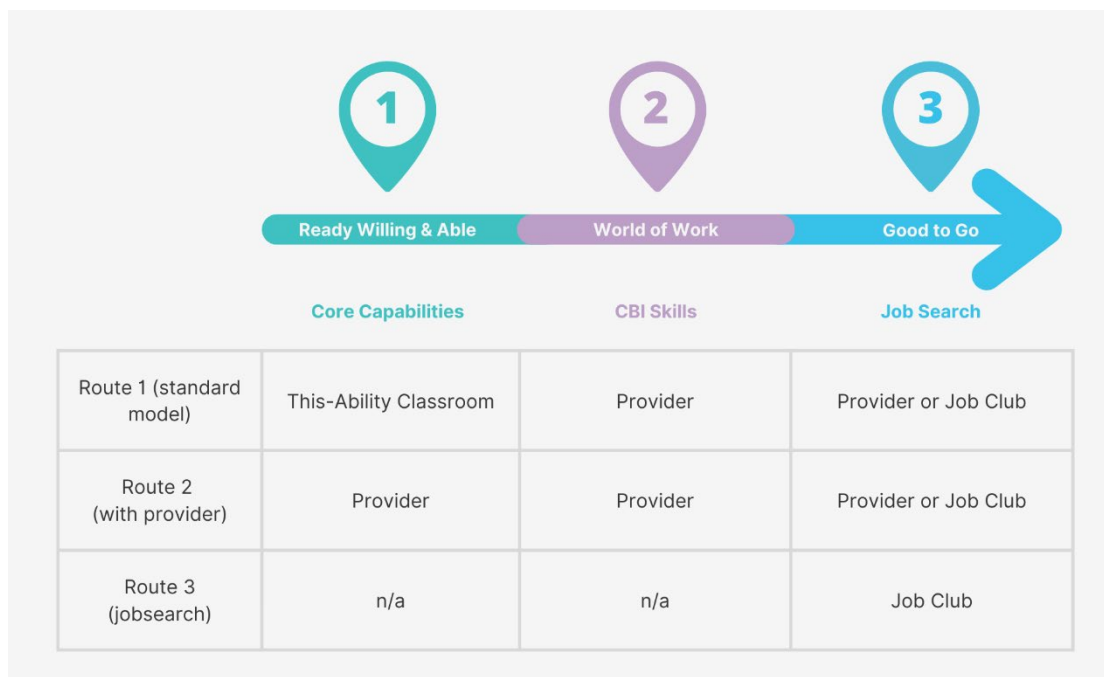 1
2
3
Ready Willing & Able
World of Work
Good to Go
Core Capabilities
CBI Skills
Job Search
Route 1 (standard
model)
This-Ability Classroom
Provider
Provider or Job Club
Route 2
(with provider)
Provider
Provider
Provider or Job Club
Route 3
(jobsearch)
n/a
n/a
Job Club